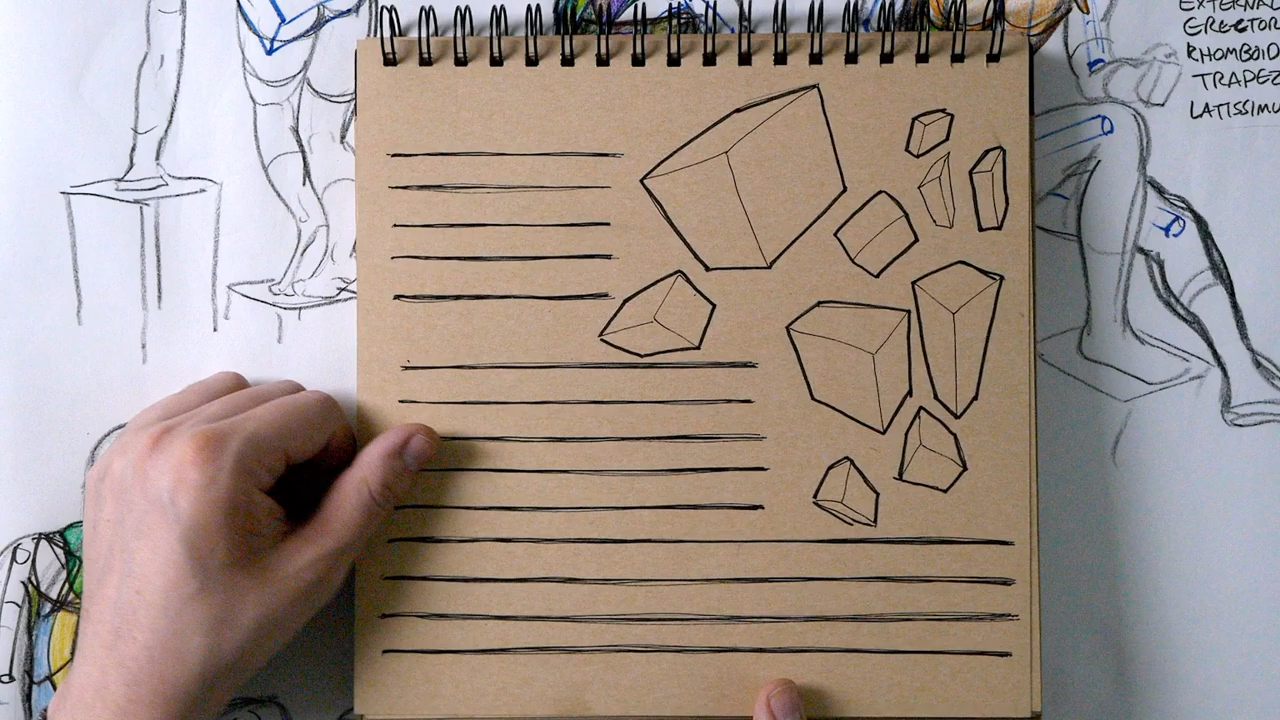 EXTERNAL
ERECTOR
RHOMBOID
TRAPEZ
LATISSIMU